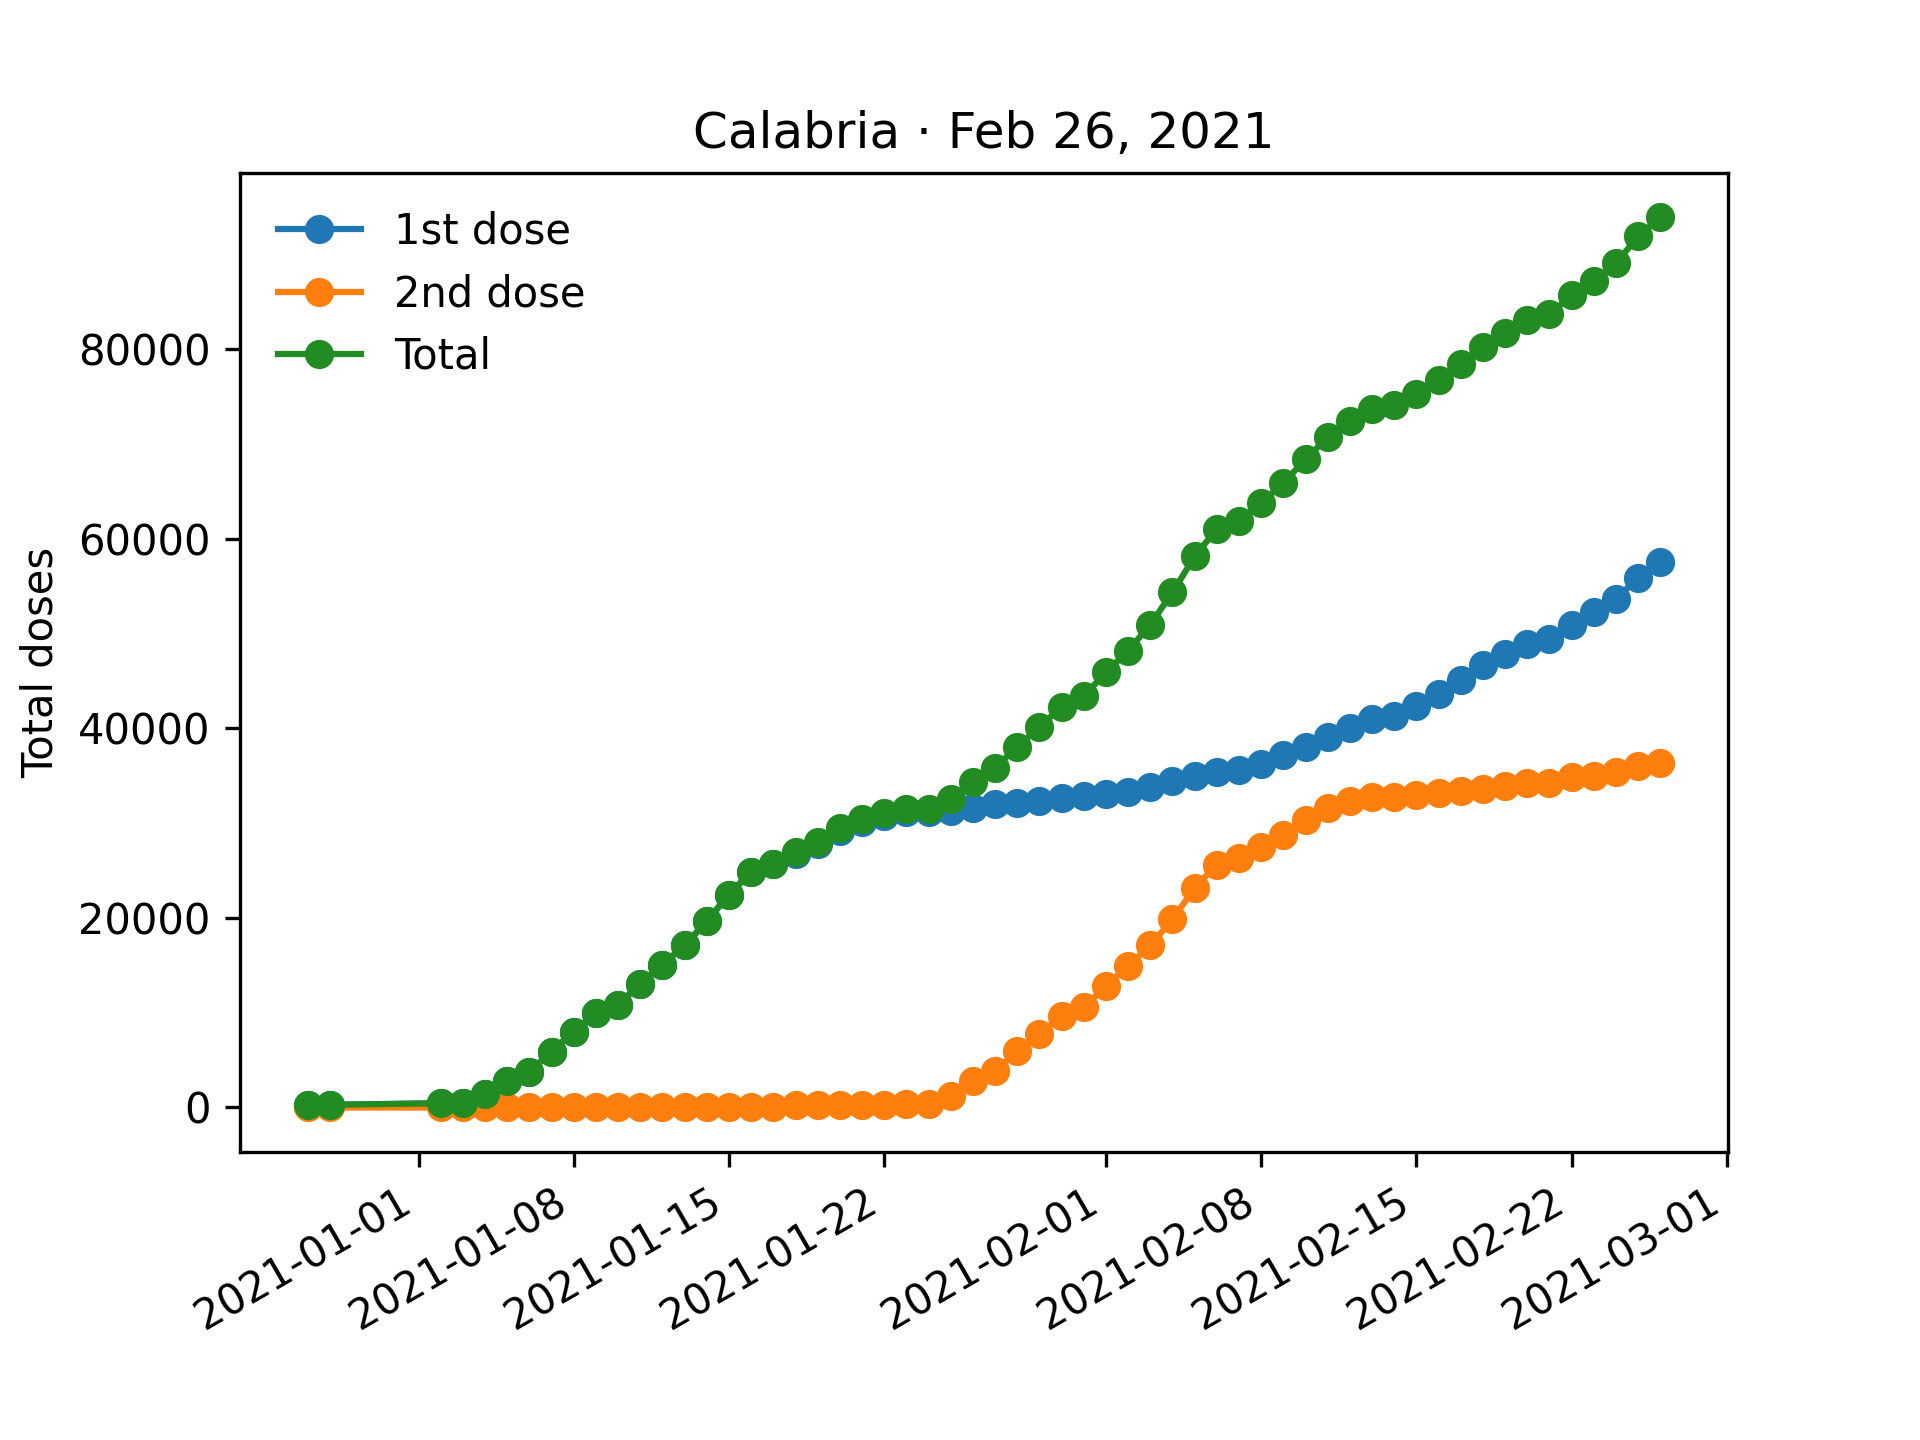 Calabria · Feb 26, 2021
1st dose
2nd dose
Total
Total doses
80000
60000
40000
20000
0
2021-01-01
2021-01-08
2021-01-15
2021-01-22
2021-02-01
2021-02-08
2021-02-15
2021-02-22
2021-03-01